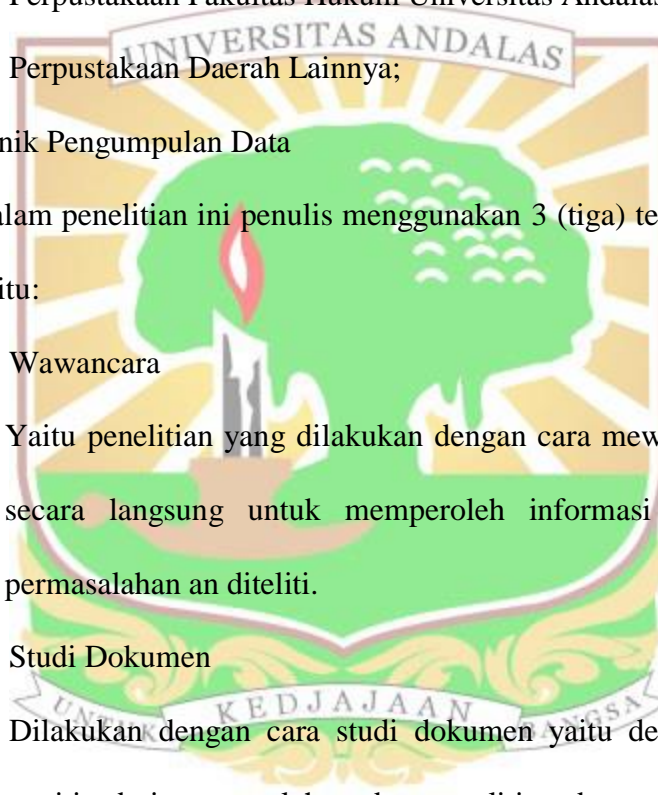 Perpustakaan Fakultas Hukum Universitas Andalas
UNIVERSITAS ANDALAS
Perpustakaan Daerah Lainnya;
nik Pengumpulan Data
alam penelitian ini penulis menggunakan 3 (tiga) te
itu:
Wawancara
Yaitu penelitian yang dilakukan dengan cara mew
secara langsung untuk memperoleh informasi
permasalahan an diteliti.
Studi Dokumen
UNTUK KEDJAJAAN BANGSA
Dilakukan dengan cara studi dokumen yaitu de